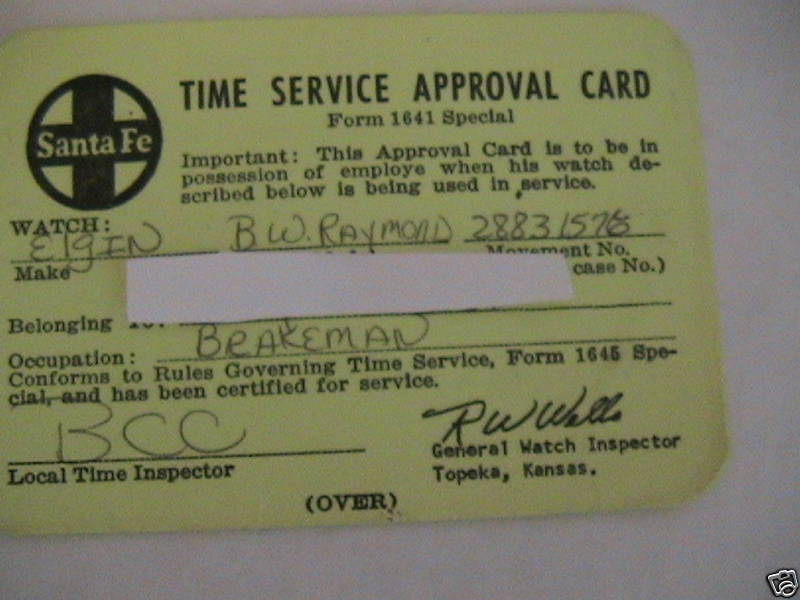 TIME SERVICE APPROVAL CARD
Form 1641 Special
Santa Fe
Important: This Approval Card is to be in
possession of employe when his watch de-
scribed below is being used in service.
WATCH:
ElgIN B.W. RAYMOND 28831576
Make Movement No.
case No.)
Belonging
BRAKEMAN
Occupation:
Conforms to Rules Governing Time Service, Form 1645 Spe-
cial, and has been certified for service.
BCC RW Wells
Local Time Inspector
General Watch Inspector
Topeka, Kansas.
(OVER)